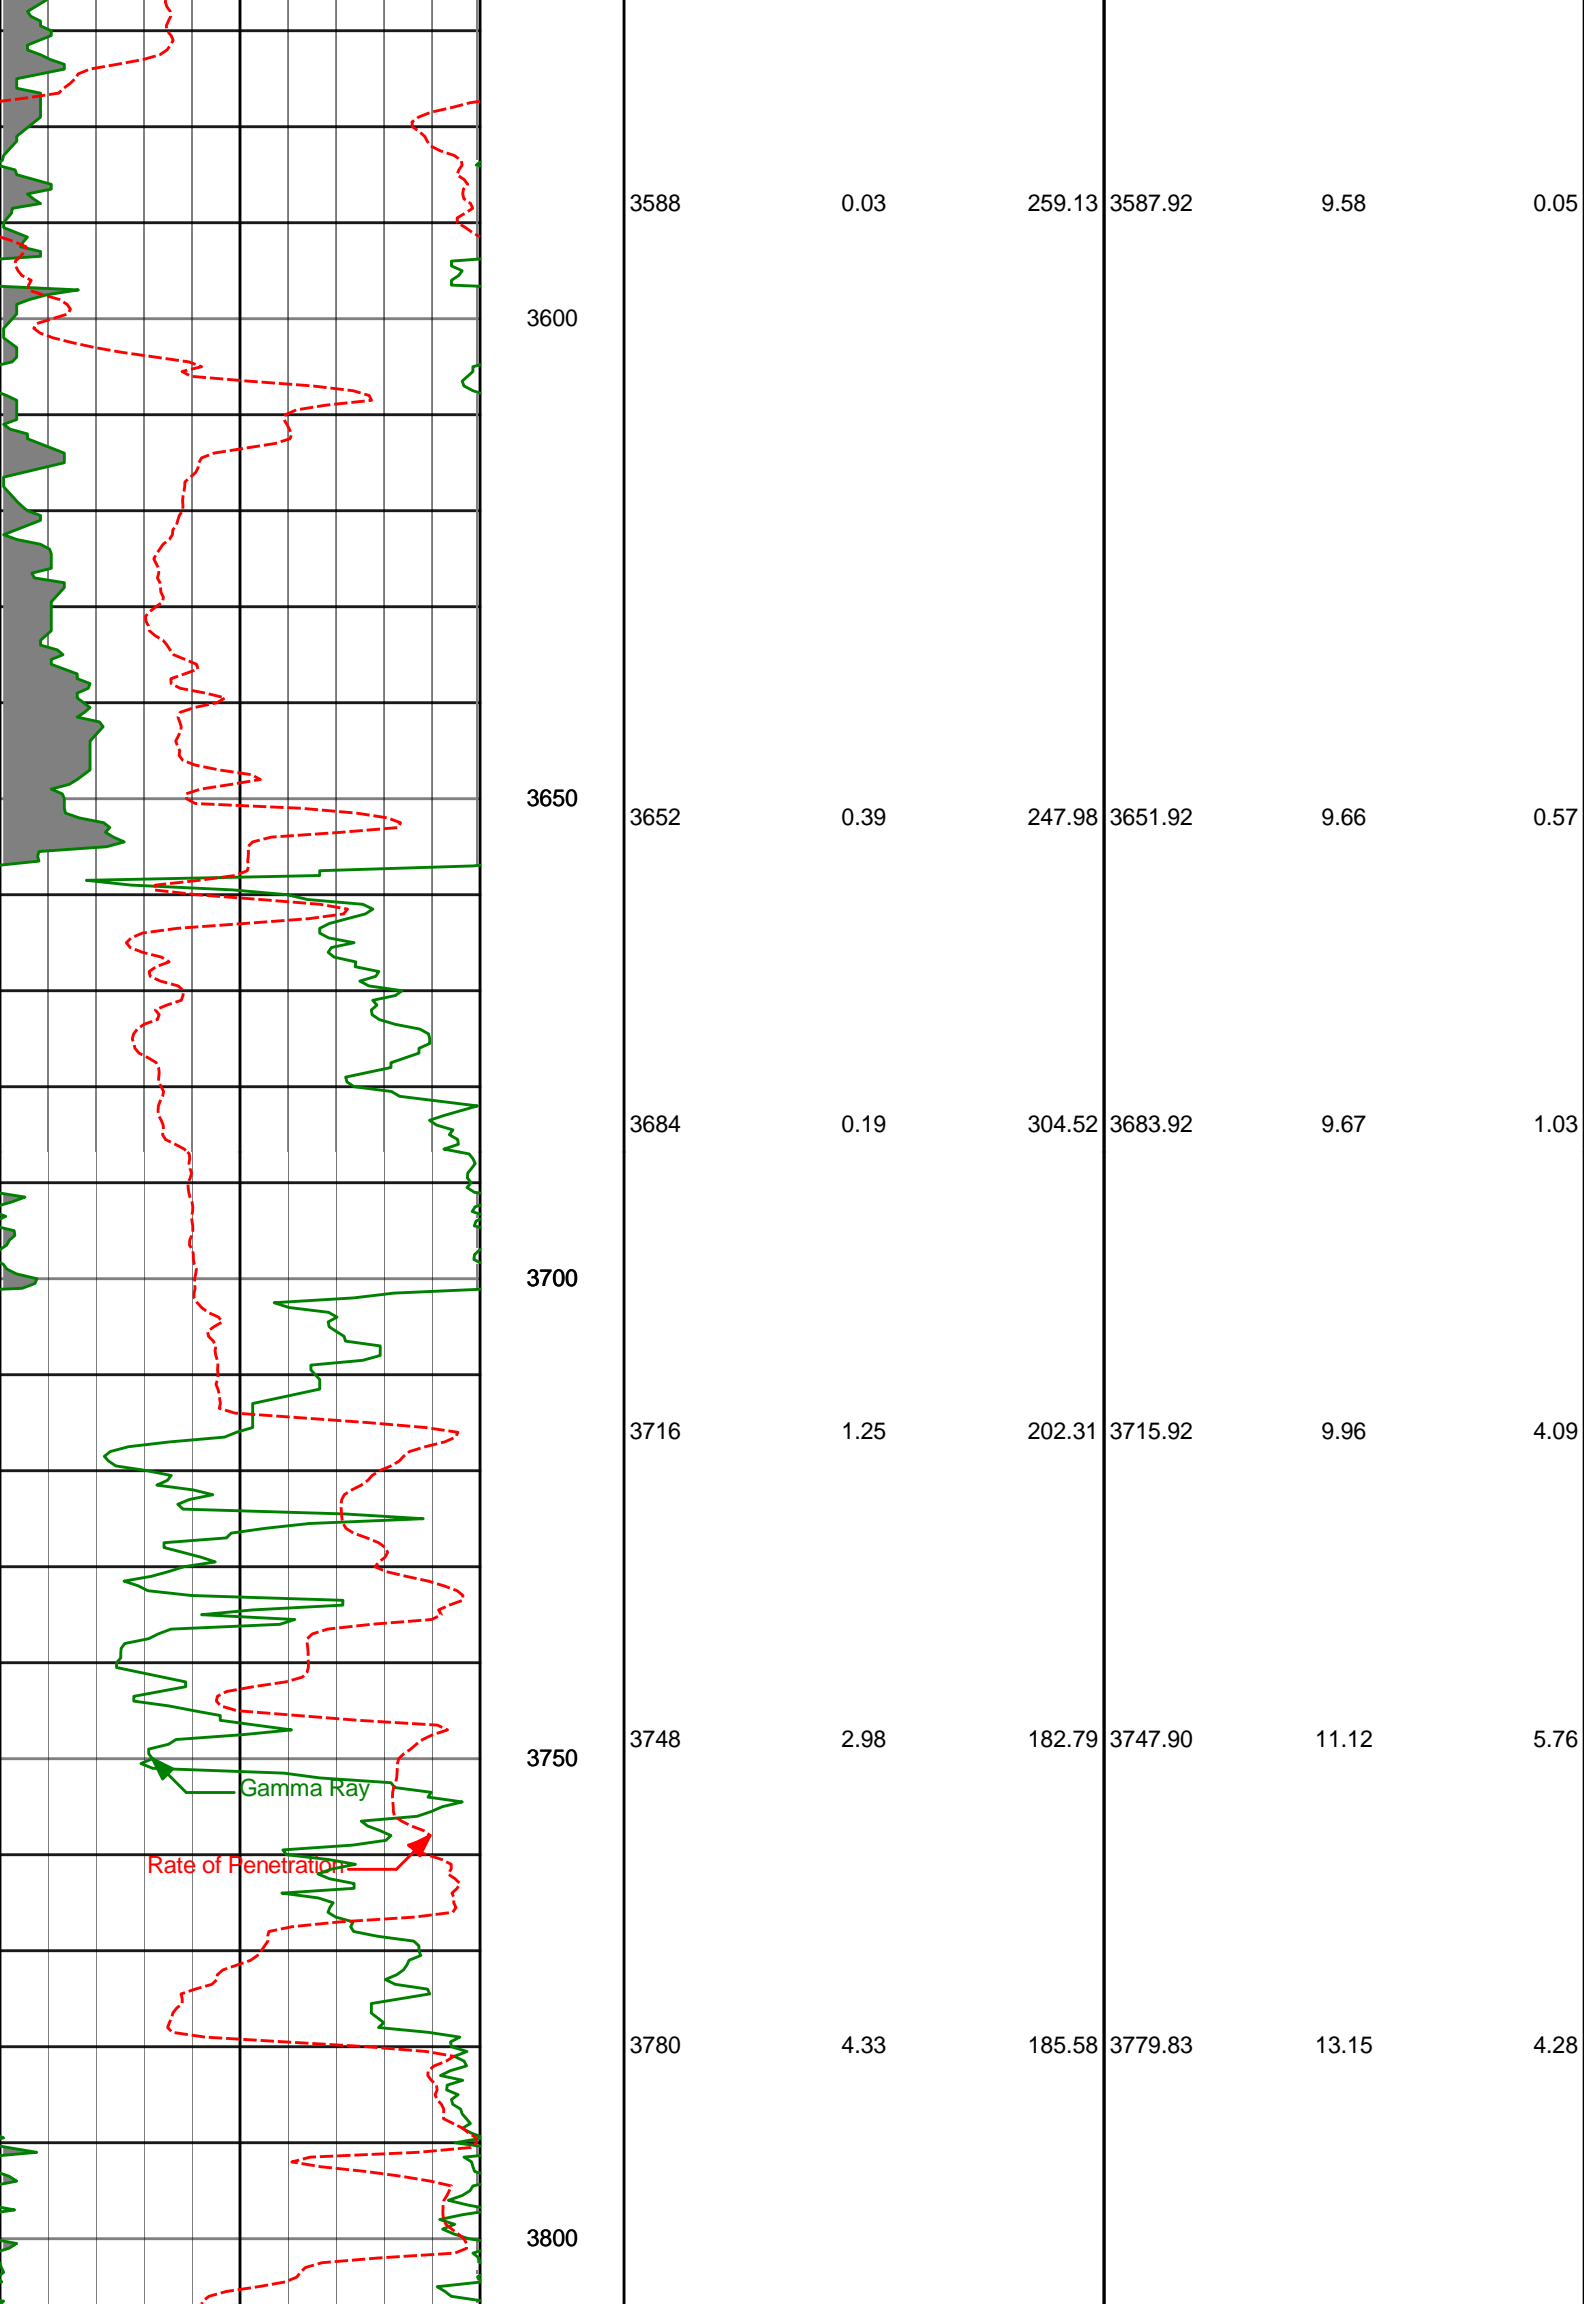 3588 0.03 259.13 3587.92 9.58 0.05
3600
3650
3652 0.39 247.98 3651.92 9.66 0.57
3684 0.19 304.52 3683.92 9.67 1.03
3700
3716 1.25 202.31 3715.92 9.96 4.09
3748 2.98 182.79 3747.90 11.12 5.76
3750
Gamma Ray
Rate of Penetration
3780 4.33 185.58 3779.83 13.15 4.28
3800